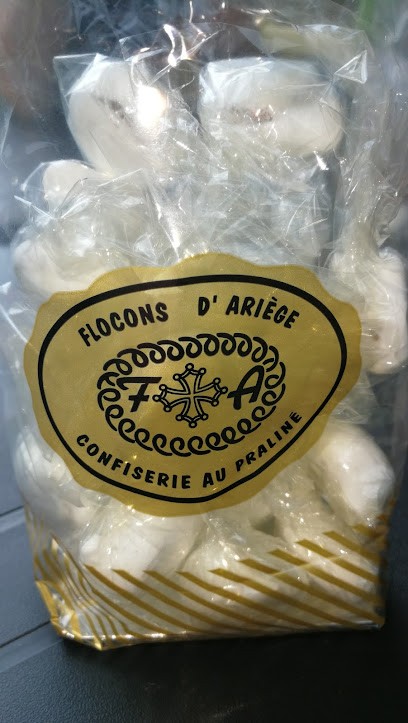 FLOCONS D'ARIÈGE
F A
CONFISERIE AU PRALINÉ